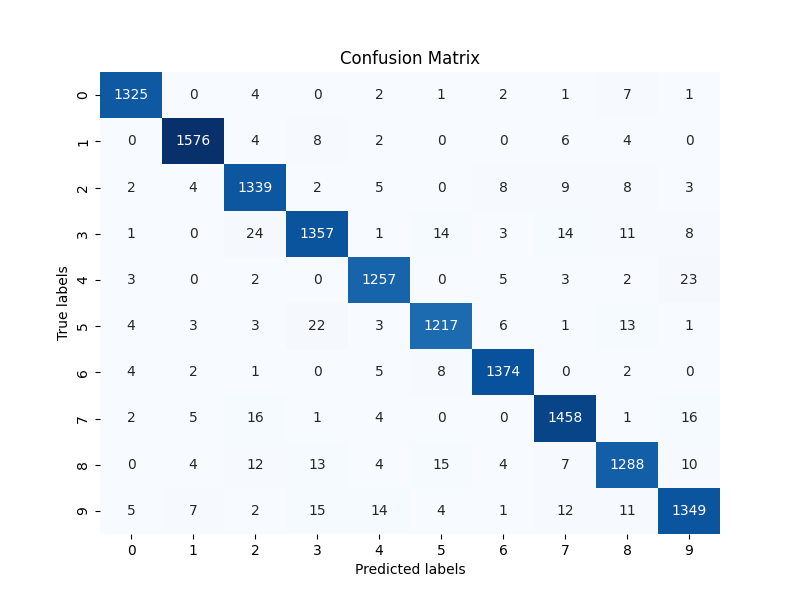 Confusion Matrix
0 1325 0 4 0 2 1 2 1 7 1
1 0 1576 4 8 2 0 0 6 4 0
2 2 4 1339 2 5 0 8 9 8 3
3 1 0 24 1357 1 14 3 14 11 8
4 3 0 2 0 1257 0 5 3 2 23
5 4 3 3 22 3 1217 6 1 13 1
6 4 2 1 0 5 8 1374 0 2 0
7 2 5 16 1 4 0 0 1458 1 16
8 0 4 12 13 4 15 4 7 1288 10
9 5 7 2 15 14 4 1 12 11 1349
0 1 2 3 4 5 6 7 8 9
Predicted labels
True labels